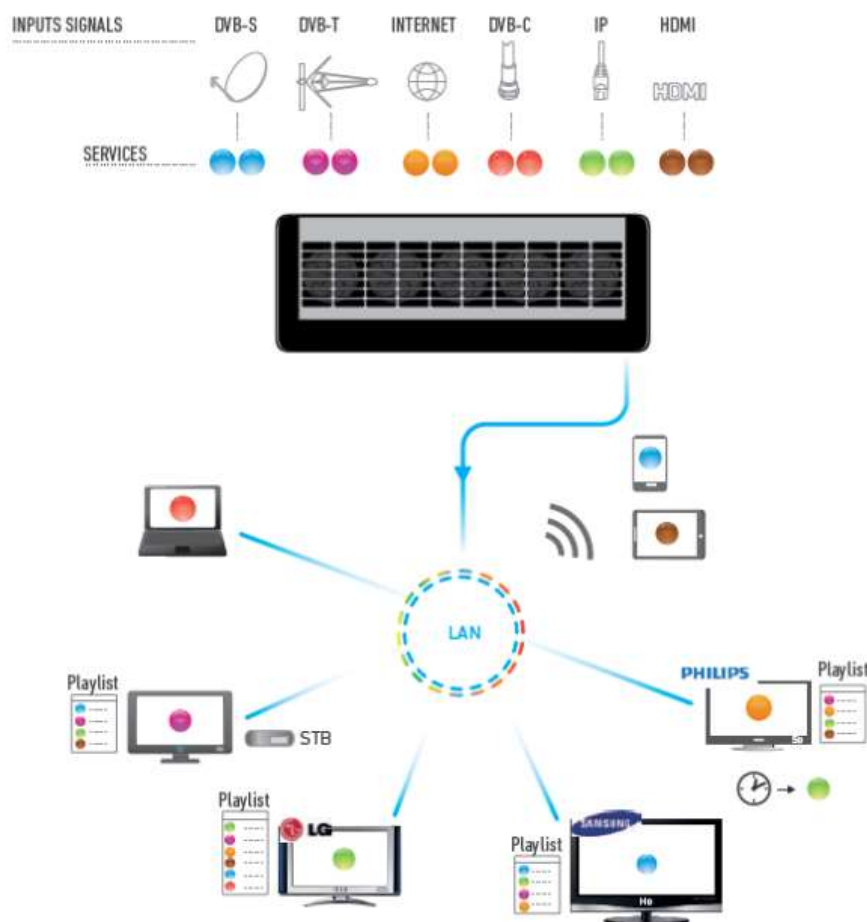 INPUTS SIGNALS
DVB-S
DVB-T
INTERNET
DVB-C
IP
HDMI
HDMI
SERVICES
LAN
Playlist
STB
PHILIPS
Playlist
Playlist
LG
SAMSUNG
Playlist